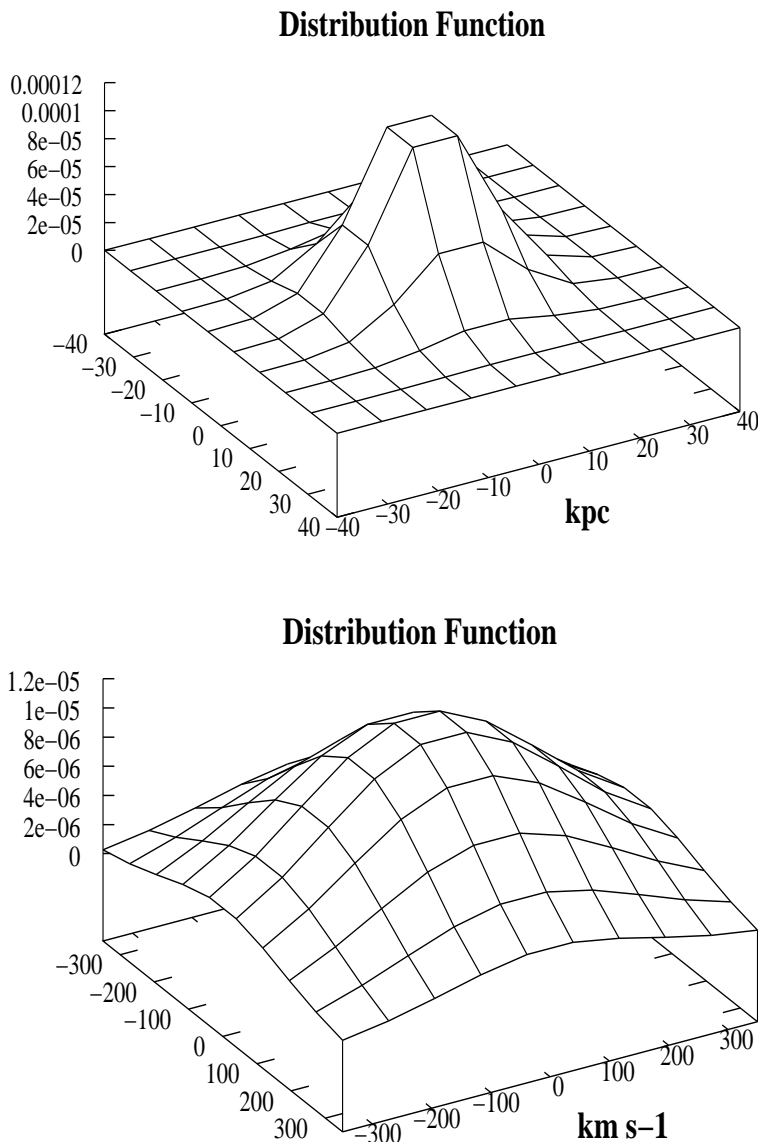 Distribution Function
0.00012
0.0001
8e−05
6e−05
4e−05
2e−05
0
−40
−30
−20
−10
0
10
20
30
40
−40
−30
−20
−10
0
10
20
30
40
kpc
Distribution Function
1.2e−05
1e−05
8e−06
6e−06
4e−06
2e−06
0
−300
−200
−100
0
100
200
300
−300
−200
−100
0
100
200
300
km s−1